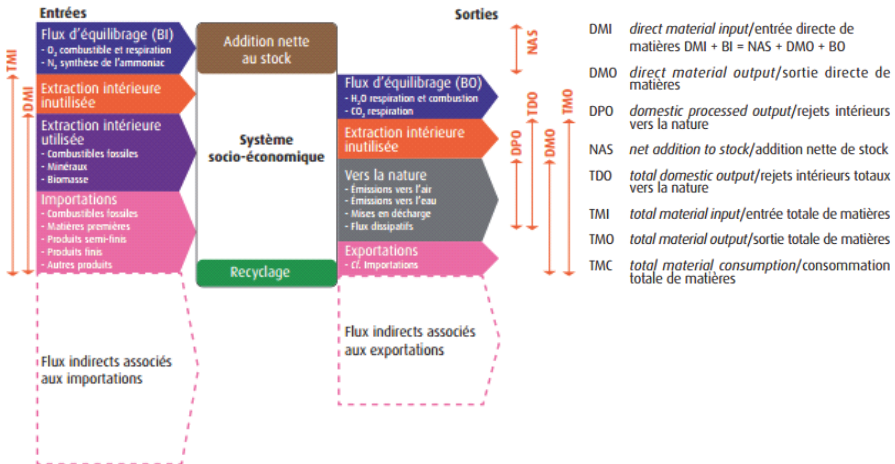 Entrées
Flux d'équilibrage (BI)
- O₂ combustible et respiration
- N₂ synthèse de l'ammoniac
Extraction intérieure
inutilisée
Extraction intérieure
utilisée
- Combustibles fossiles
- Minéraux
- Biomasse
Importations
- Combustibles fossiles
- Matières premières
- Produits semi-finis
- Produits finis
- Autres produits
Flux indirects associés
aux importations
TMI
DMI
Addition nette
au stock
Système
socio-économique
Recyclage
Sorties
Flux d'équilibrage (BO)
- H₂O respiration et combustion
- CO₂ respiration
Extraction intérieure
inutilisée
Vers la nature
- Émissions vers l'air
- Émissions vers l'eau
- Mises en décharge
- Flux dissipatifs
Exportations
- Cf. Importations
Flux indirects associés
aux exportations
NAS
DPO
TDO
DMO
TMO
DMI direct material input/entrée directe de
matières DMI + BI = NAS + DMO + BO
DMO direct material output/sortie directe de
matières
DPO domestic processed output/rejets intérieurs
vers la nature
NAS net addition to stock/addition nette de stock
TDO total domestic output/rejets intérieurs totaux
vers la nature
TMI total material input/entrée totale de matières
TMO total material output/sortie totale de matières
TMC total material consumption/consommation
totale de matières